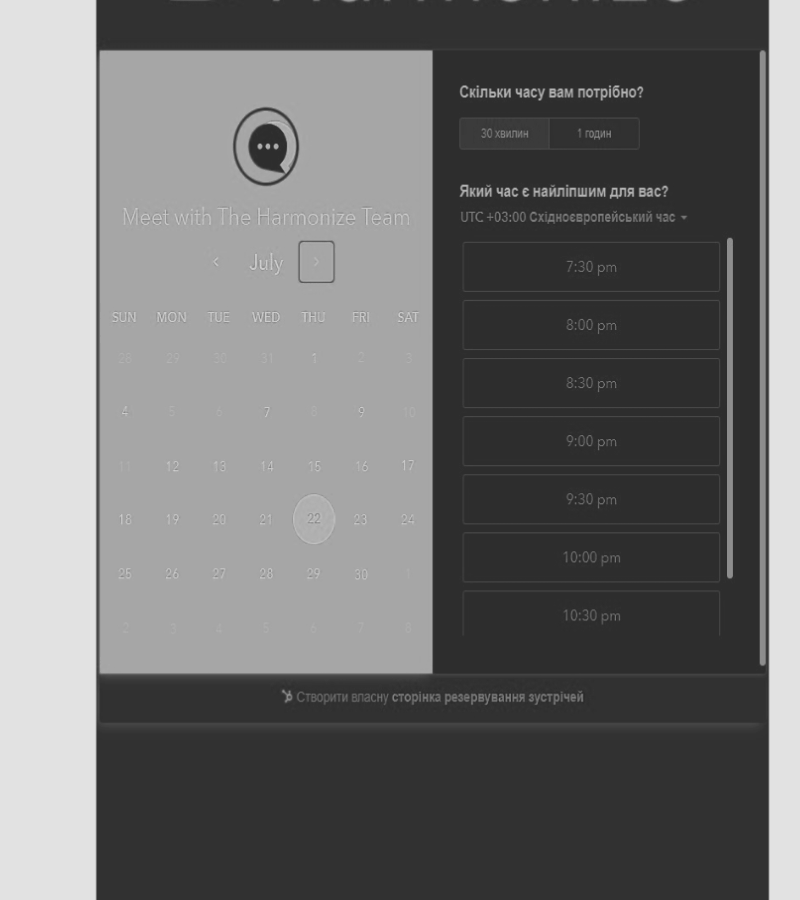 Meet with The Harmonize Team
July
SUN MON TUE WED THU FRI SAT
28 29 30 31 1 2 3
4 5 6 7 8 9 10
11 12 13 14 15 16 17
18 19 20 21 22 23 24
25 26 27 28 29 30 1
2 3 4 5 6 7 8
Скільки часу вам потрібно?
30 хвилин 1 годин
Який час є найліпшим для вас?
UTC +03:00 Східноєвропейський час
7:30 pm
8:00 pm
8:30 pm
9:00 pm
9:30 pm
10:00 pm
10:30 pm
Створити власну сторінка резервування зустрічей